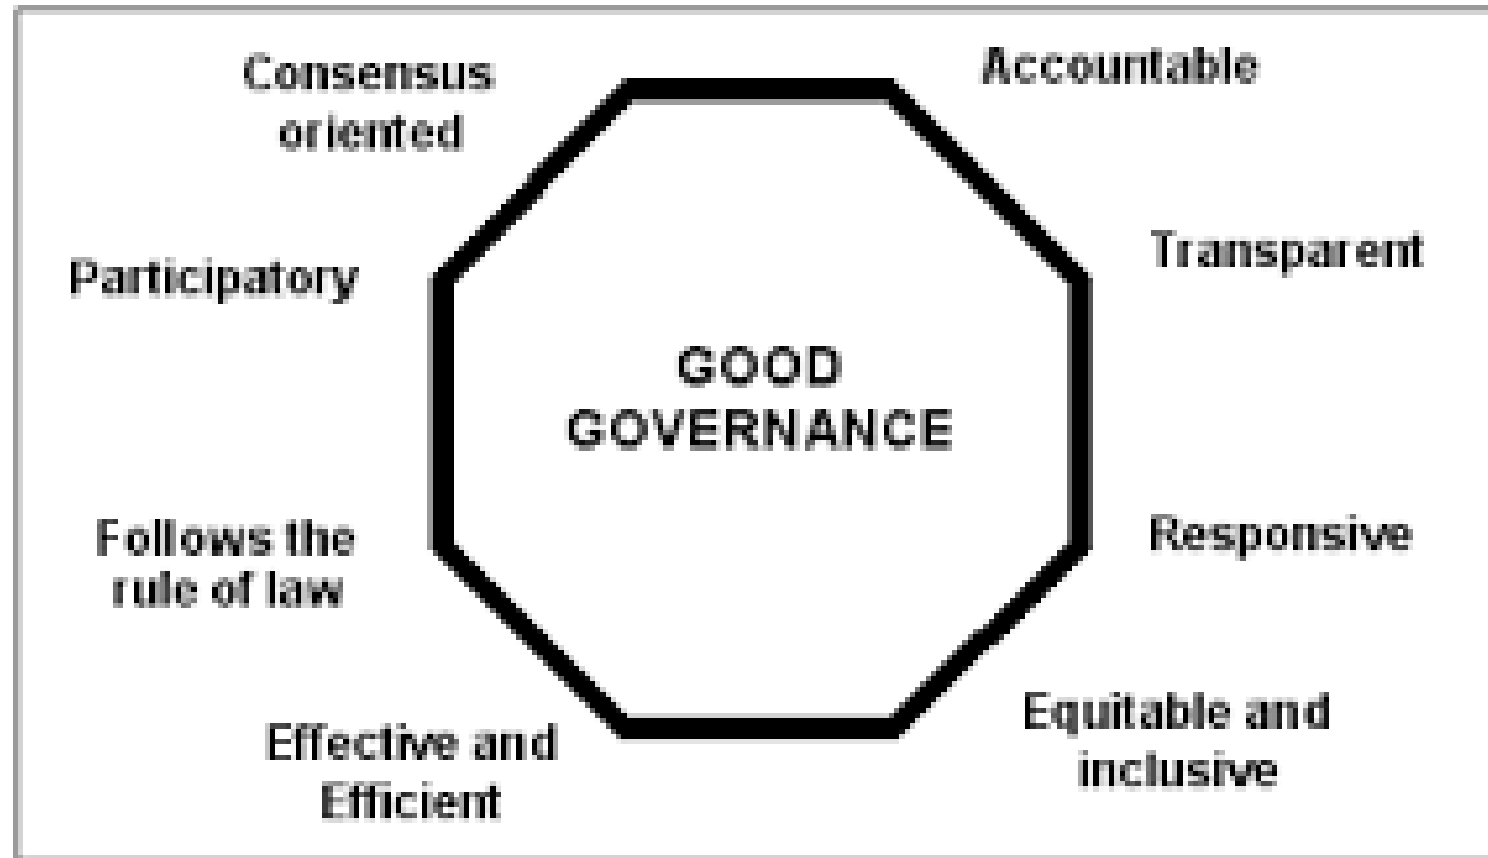 Consensus
oriented
Accountable
Participatory
Transparent
GOOD
GOVERNANCE
Follows the
rule of law
Responsive
Effective and
Efficient
Equitable and
inclusive